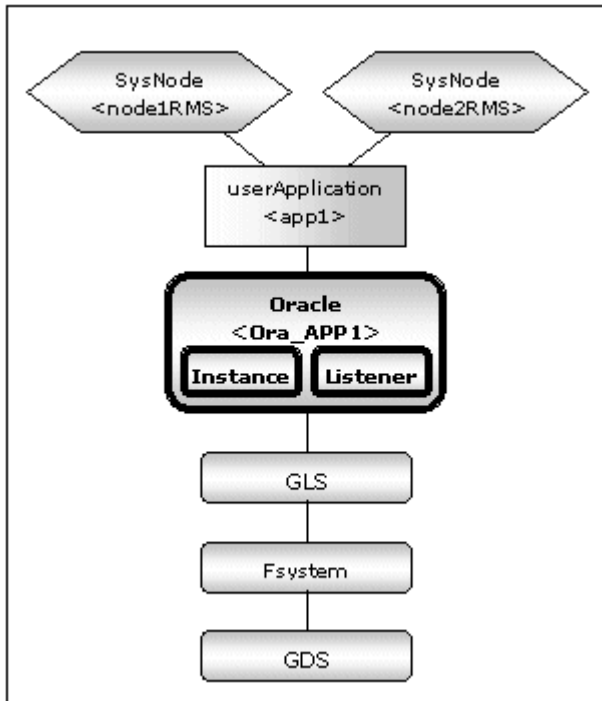 SysNode
<node1RMS>
SysNode
<node2RMS>
userApplication
<app1>
Oracle
<Ora_APP1>
Instance
Listener
GLS
Fsystem
GDS